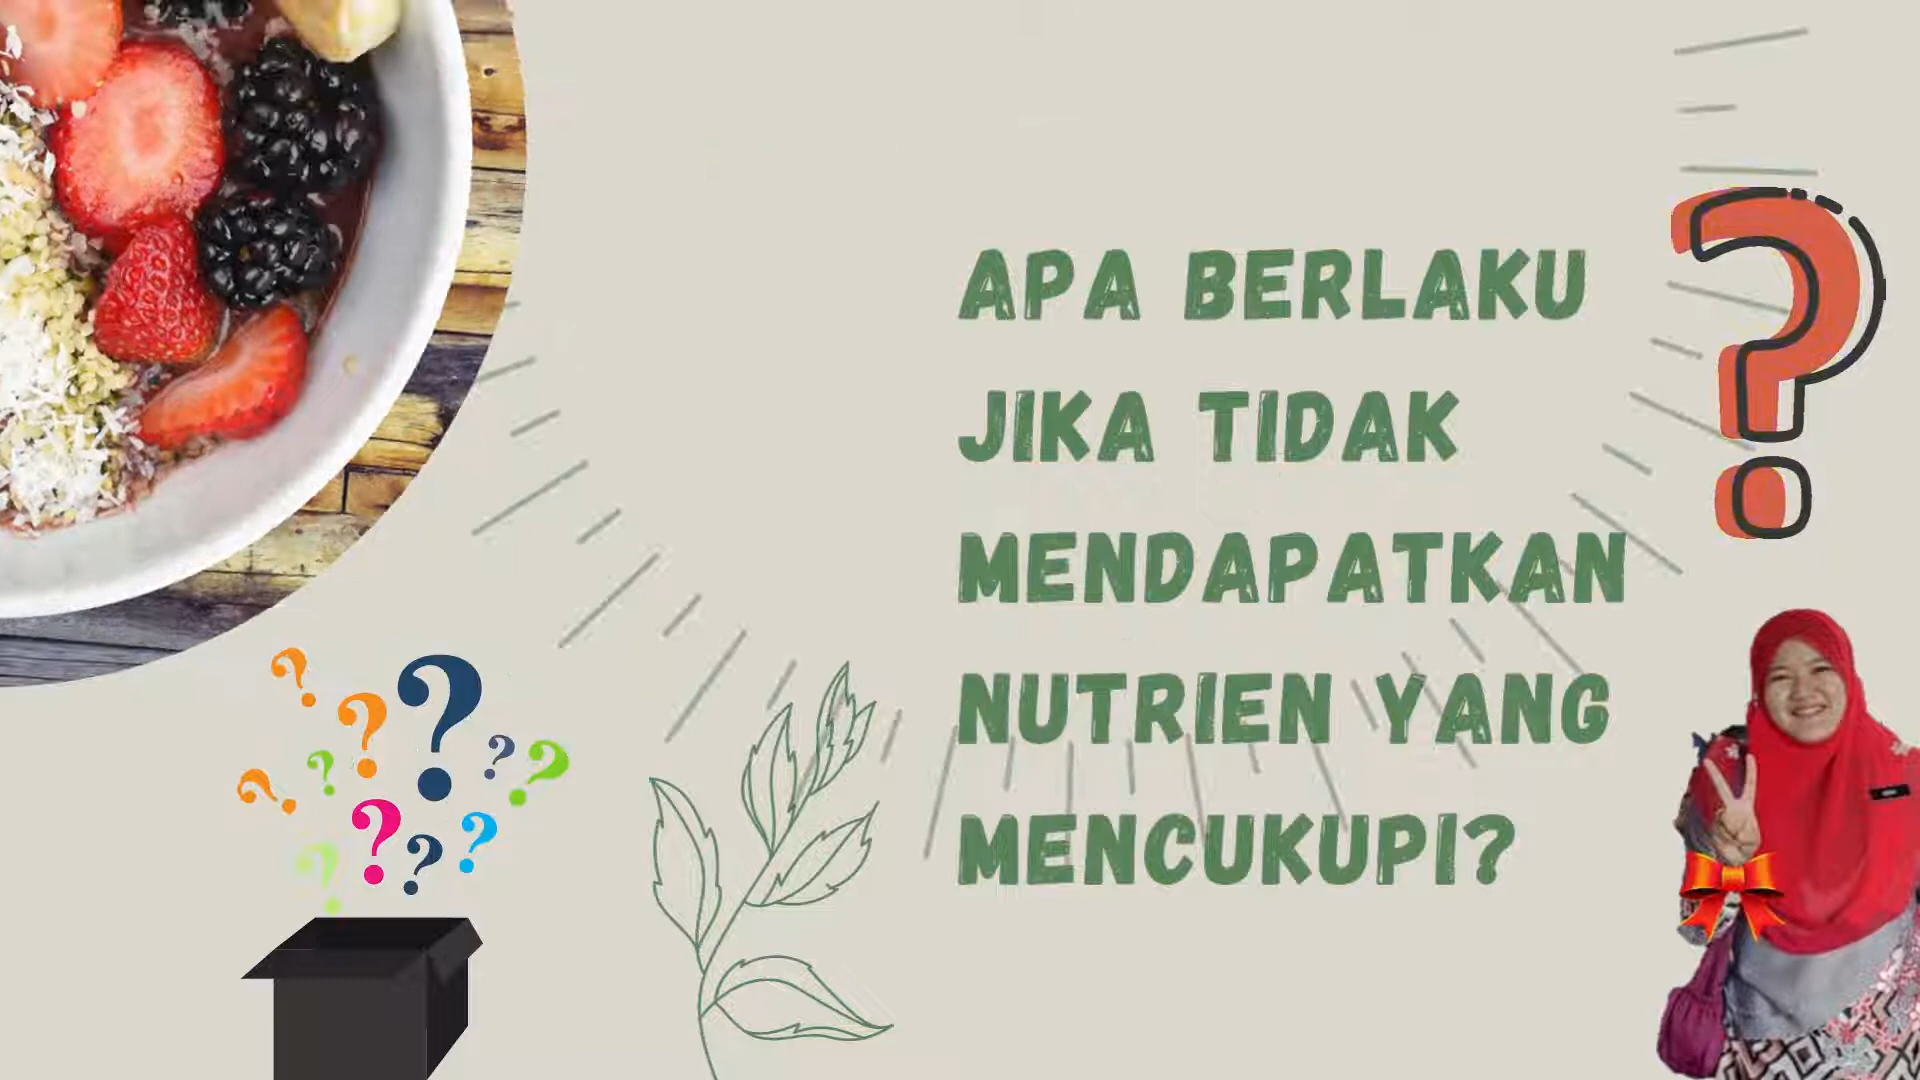 APA BERLAKU
JIKA TIDAK
MENDAPATKAN
NUTRIEN YANG
MENCUKUPI?